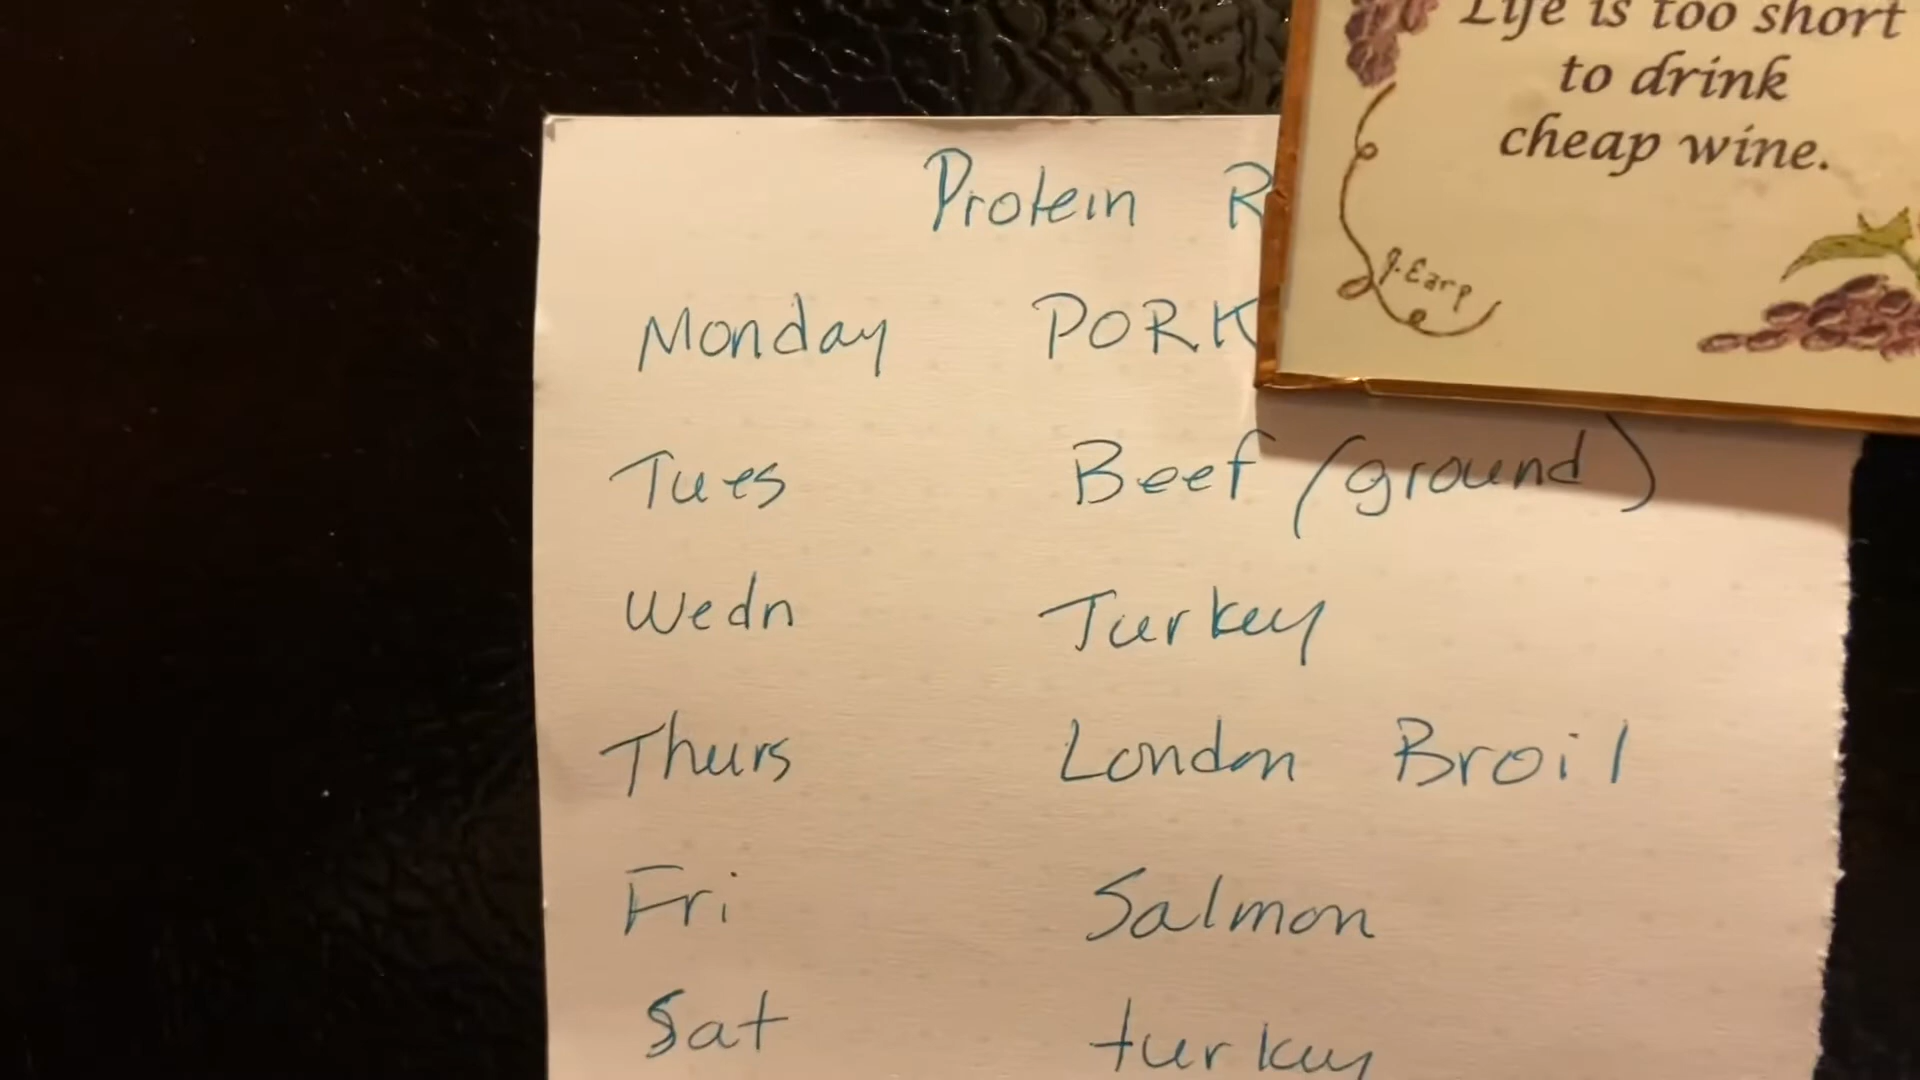 Life is too short
to drink
cheap wine.
J. Earp
Protein R
Monday PORK
Tues Beef (ground)
Wedn Turkey
Thurs London Broil
Fri Salmon
Sat turkey